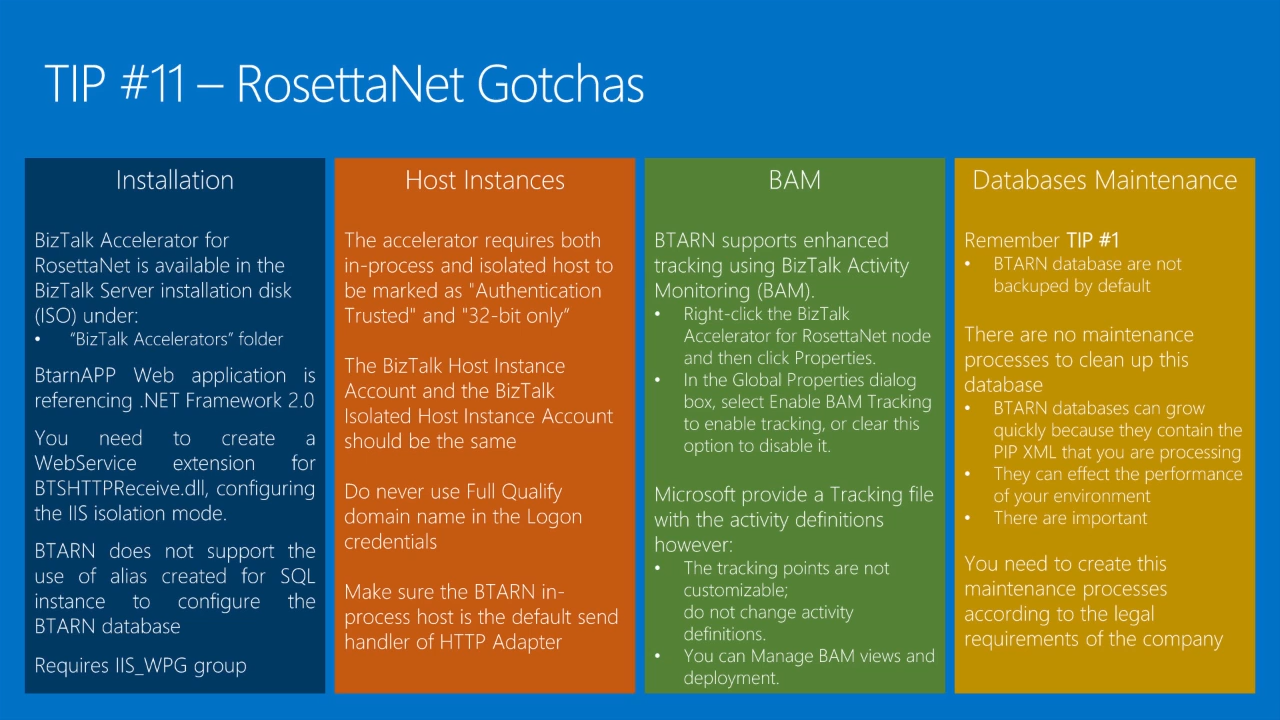 TIP #11 – RosettaNet Gotchas
Installation
BizTalk Accelerator for
RosettaNet is available in the
BizTalk Server installation disk
(ISO) under:
• “BizTalk Accelerators” folder
BtarnAPP Web application is
referencing .NET Framework 2.0
You need to create a
WebService extension for
BTSHTTPReceive.dll, configuring
the IIS isolation mode.
BTARN does not support the
use of alias created for SQL
instance to configure the
BTARN database
Requires IIS_WPG group
Host Instances
The accelerator requires both
in-process and isolated host to
be marked as "Authentication
Trusted" and "32-bit only”
The BizTalk Host Instance
Account and the BizTalk
Isolated Host Instance Account
should be the same
Do never use Full Qualify
domain name in the Logon
credentials
Make sure the BTARN in-
process host is the default send
handler of HTTP Adapter
BAM
BTARN supports enhanced
tracking using BizTalk Activity
Monitoring (BAM).
• Right-click the BizTalk
Accelerator for RosettaNet node
and then click Properties.
• In the Global Properties dialog
box, select Enable BAM Tracking
to enable tracking, or clear this
option to disable it.
Microsoft provide a Tracking file
with the activity definitions
however:
• The tracking points are not
customizable;
do not change activity
definitions.
• You can Manage BAM views and
deployment.
Databases Maintenance
Remember TIP #1
• BTARN database are not
backuped by default
There are no maintenance
processes to clean up this
database
• BTARN databases can grow
quickly because they contain the
PIP XML that you are processing
• They can effect the performance
of your environment
• There are important
You need to create this
maintenance processes
according to the legal
requirements of the company